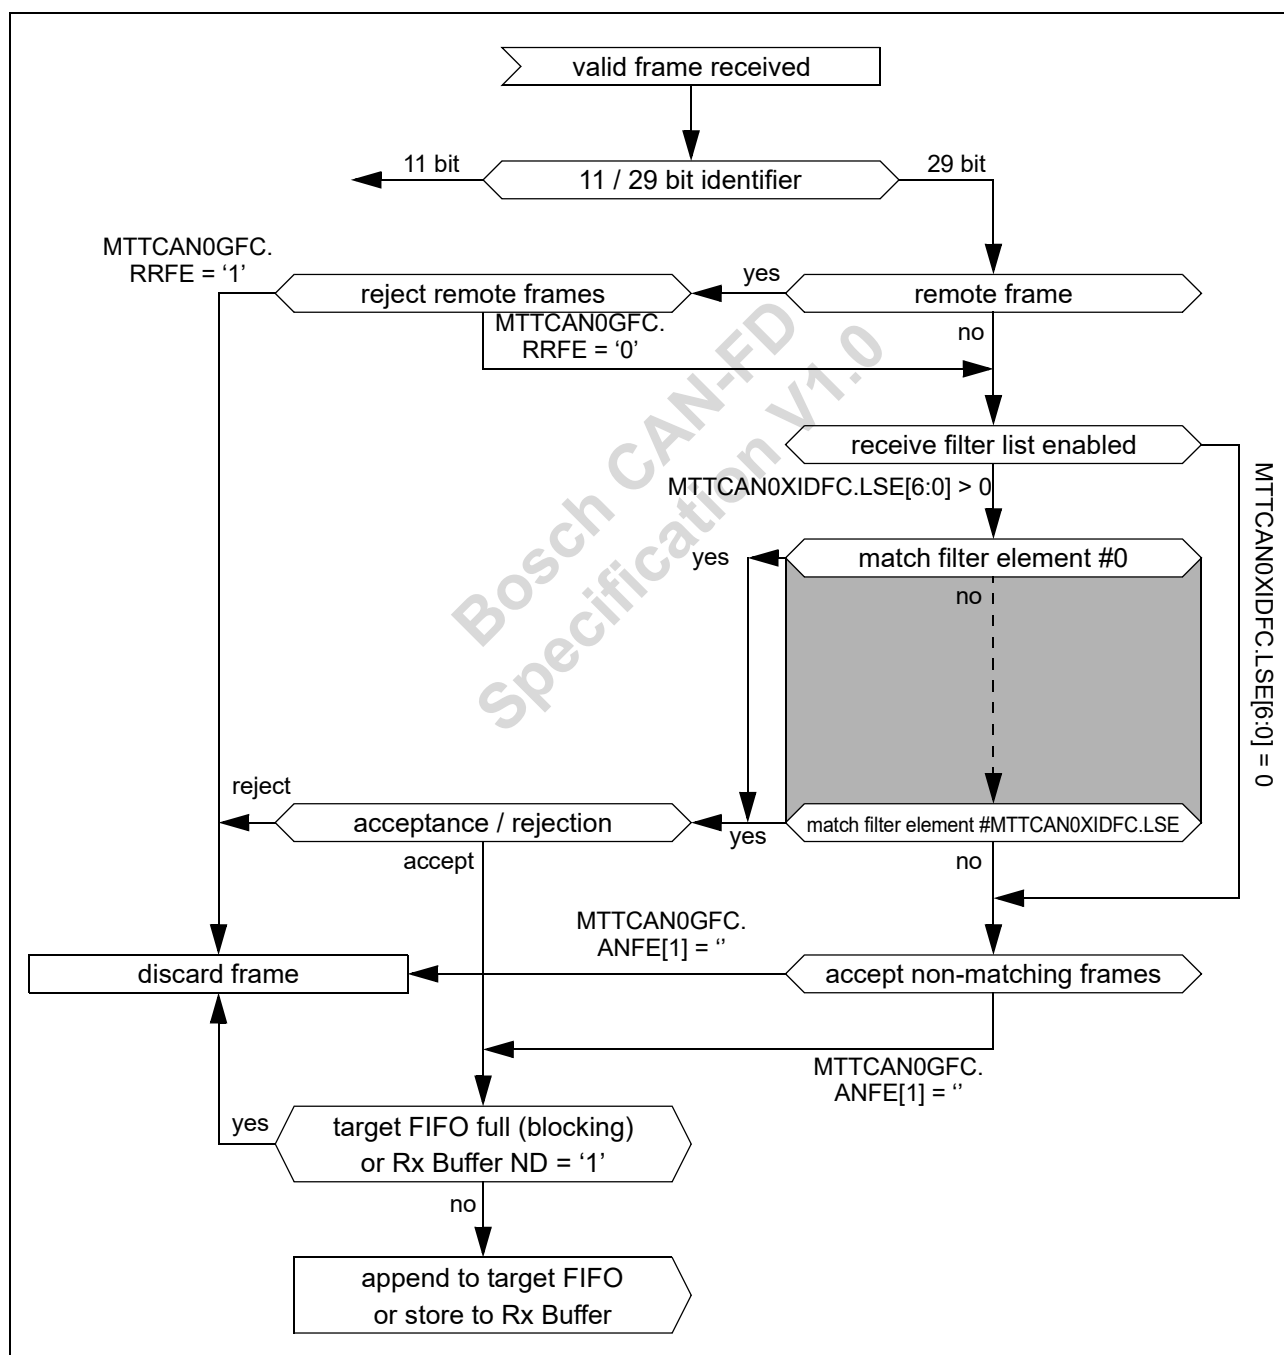 valid frame received
11 bit
11 / 29 bit identifier
29 bit
MTTCAN0GFC.
RRFE = ‘1’
reject remote frames
yes
remote frame
MTTCAN0GFC.
RRFE = ‘0’
no
receive filter list enabled
MTTCAN0XIDFC.LSE[6:0] > 0
MTTCAN0XIDFC.LSE[6:0] = 0
yes
match filter element #0
no
Bosch CAN-FD
Specification V1.0
reject
acceptance / rejection
yes
match filter element #MTTCAN0XIDFC.LSE
accept
no
MTTCAN0GFC.
ANFE[1] = ‘’
discard frame
accept non-matching frames
MTTCAN0GFC.
ANFE[1] = ‘’
yes
target FIFO full (blocking)
or Rx Buffer ND = ‘1’
no
append to target FIFO
or store to Rx Buffer